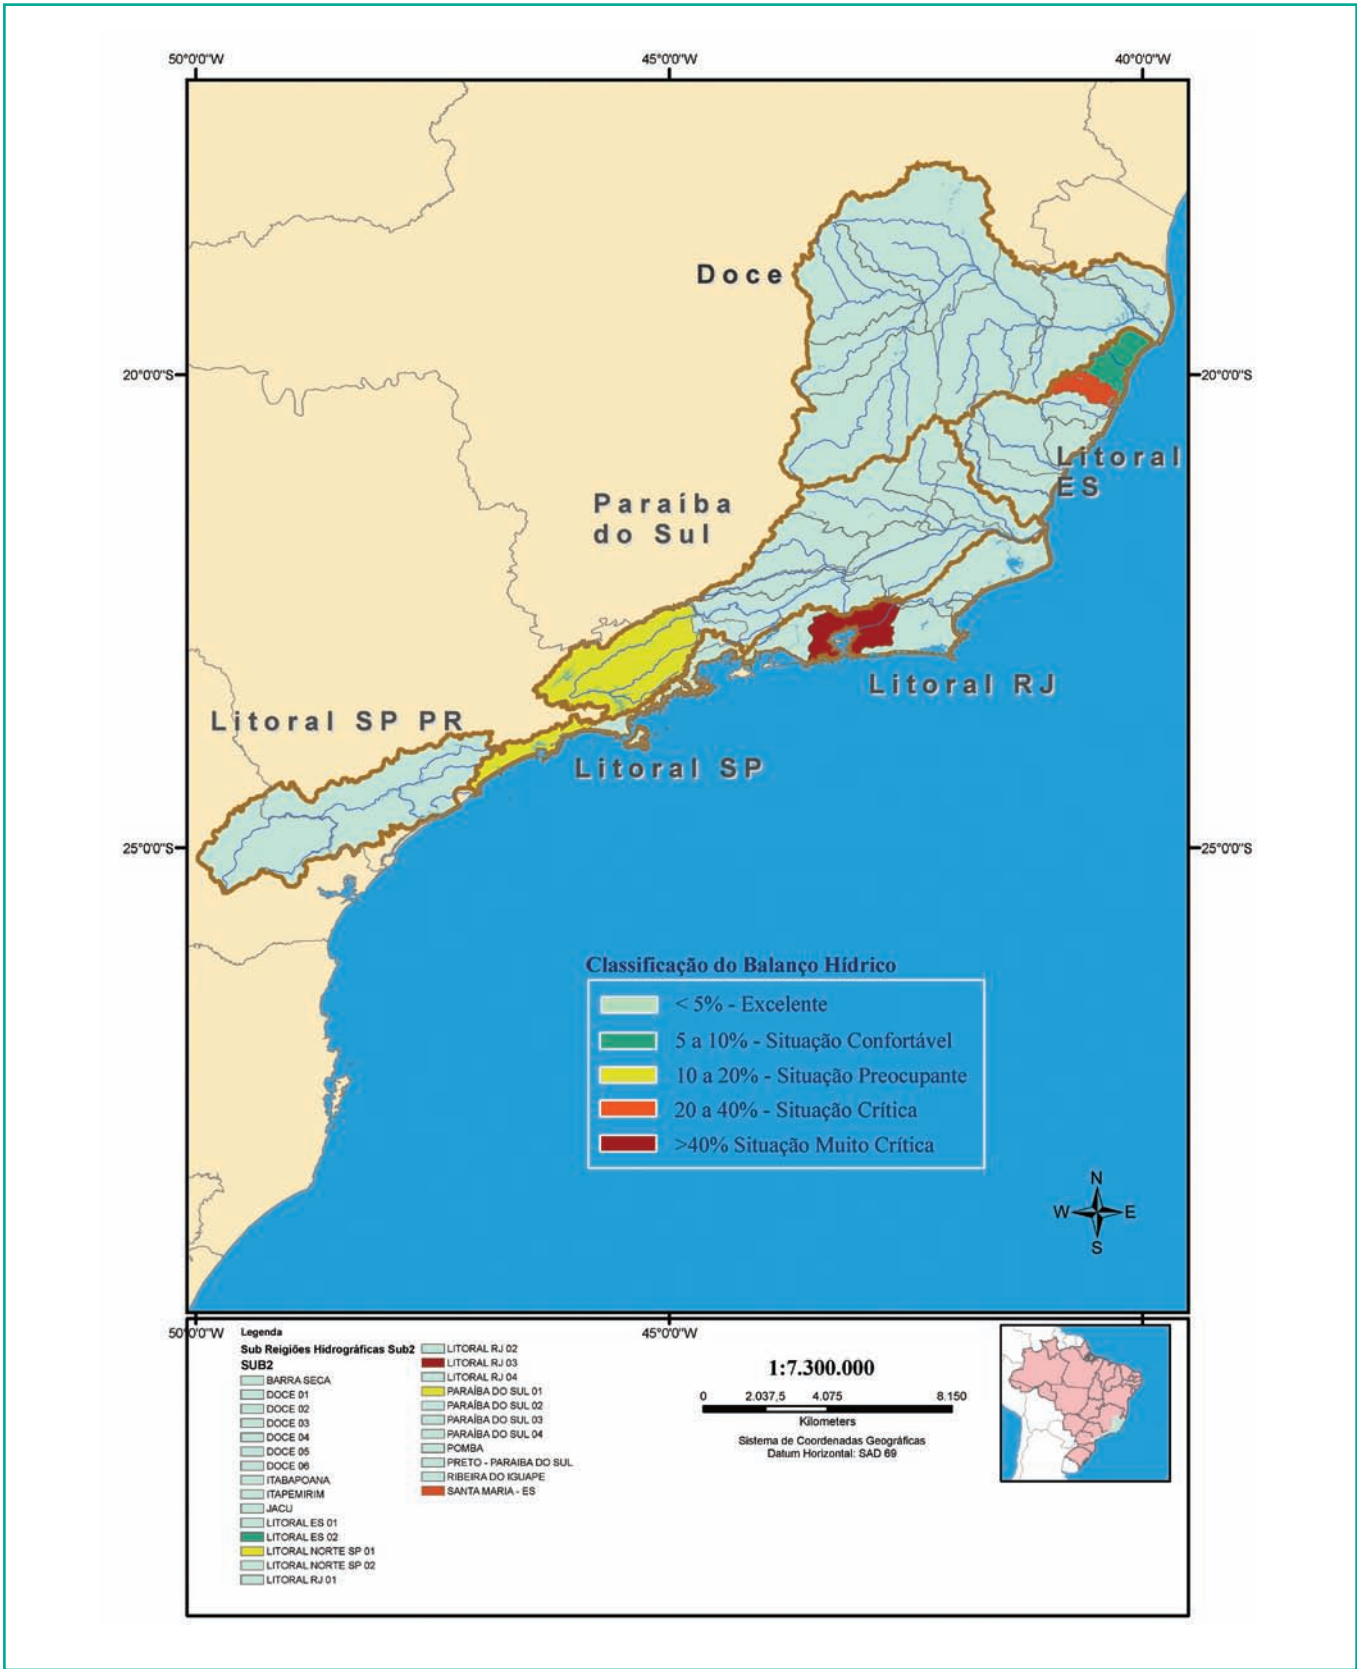 50°0'0"W
45°0'0"W
40°0'0"W
Doce
20°0'0"S
20°0'0"S
Litoral
ES
Paraíba
do Sul
Litoral RJ
Litoral SP PR
Litoral SP
25°0'0"S
25°0'0"S
Classificação do Balanço Hídrico
< 5% - Excelente
5 a 10% - Situação Confortável
10 a 20% - Situação Preocupante
20 a 40% - Situação Crítica
>40% Situação Muito Crítica
N
W
E
S
50°0'0"W
45°0'0"W
Legenda
Sub Reigiões Hidrográficas Sub2
SUB2
BARRA SECA
DOCE 01
DOCE 02
DOCE 03
DOCE 04
DOCE 05
DOCE 06
ITABAPOANA
ITAPEMIRIM
JACU
LITORAL ES 01
LITORAL ES 02
LITORAL NORTE SP 01
LITORAL NORTE SP 02
LITORAL RJ 01
LITORAL RJ 02
LITORAL RJ 03
LITORAL RJ 04
PARAÍBA DO SUL 01
PARAÍBA DO SUL 02
PARAÍBA DO SUL 03
PARAÍBA DO SUL 04
POMBA
PRETO - PARAIBA DO SUL
RIBEIRA DO IGUAPE
SANTA MARIA - ES
1:7.300.000
0 2.037,5 4.075 8.150
Kilometers
Sistema de Coordenadas Geográficas
Datum Horizontal: SAD 69